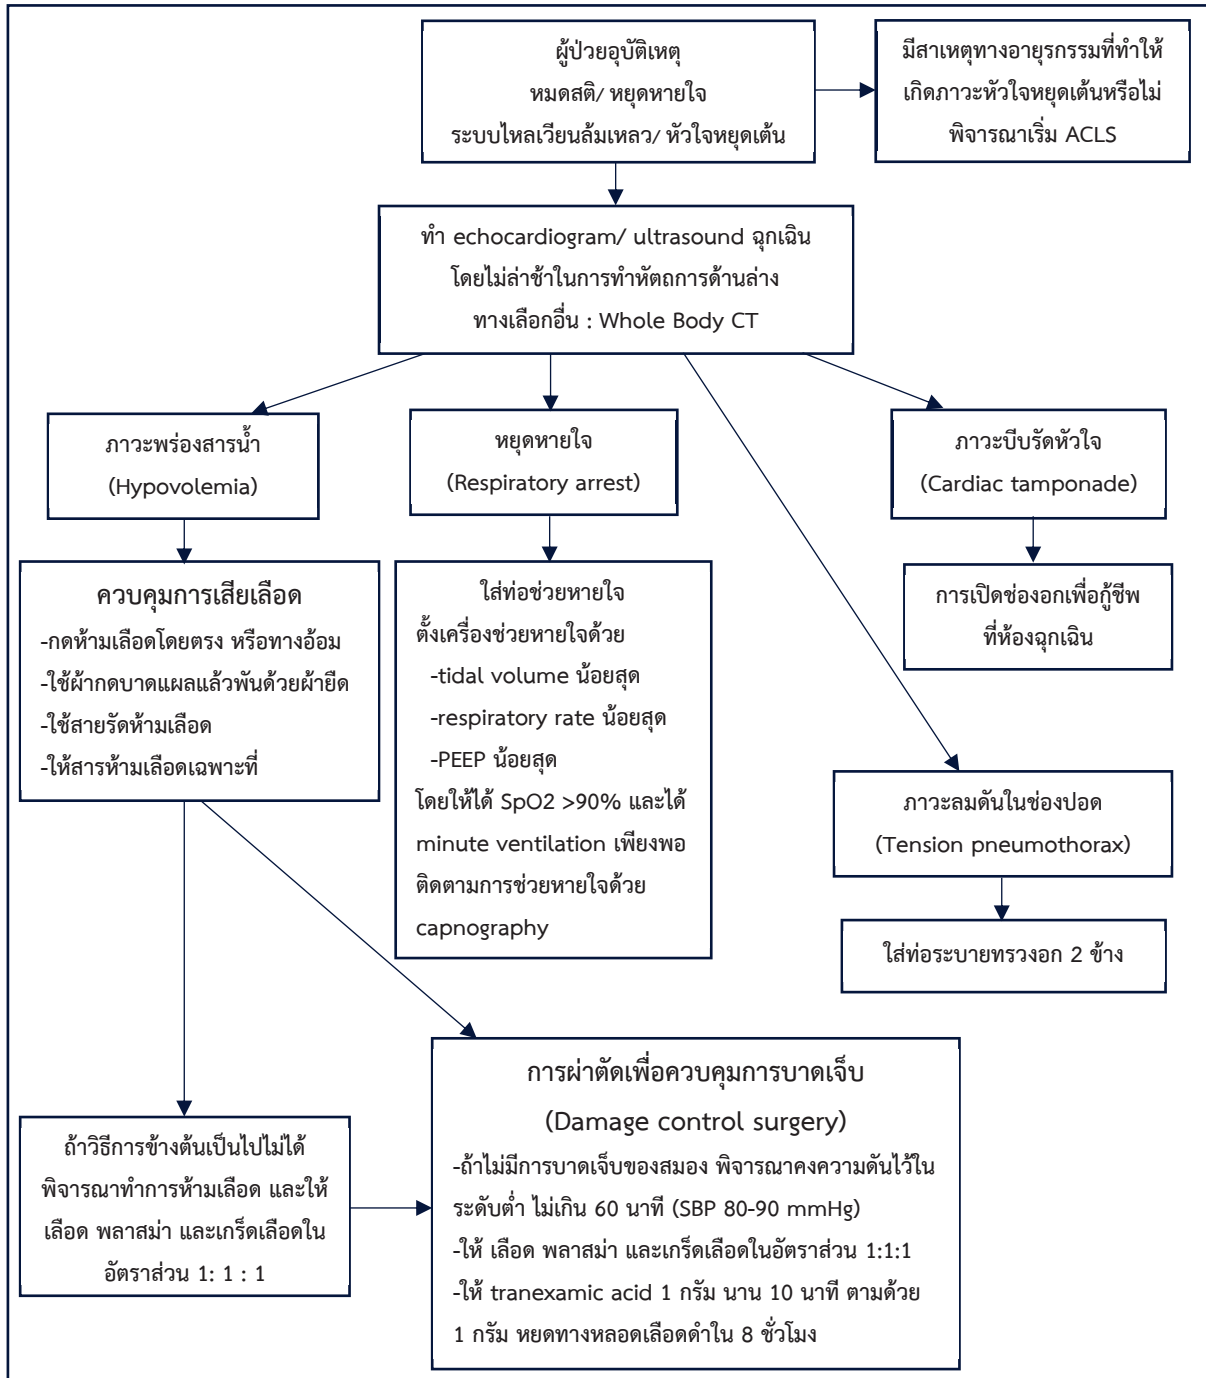 ผู้ป่วยอุบัติเหตุ
หมดสติ/ หยุดหายใจ
ระบบไหลเวียนล้มเหลว/ หัวใจหยุดเต้น
มีสาเหตุทางอายุรกรรมที่ทำให้
เกิดภาวะหัวใจหยุดเต้นหรือไม่
พิจารณาเริ่ม ACLS
ทำ echocardiogram/ ultrasound ฉุกเฉิน
โดยไม่ล่าช้าในการทำหัตถการด้านล่าง
ทางเลือกอื่น : Whole Body CT
ภาวะพร่องสารน้ำ
(Hypovolemia)
หยุดหายใจ
(Respiratory arrest)
ภาวะบีบรัดหัวใจ
(Cardiac tamponade)
ควบคุมการเสียเลือด
-กดห้ามเลือดโดยตรง หรือทางอ้อม
-ใช้ผ้ากดบาดแผลแล้วพันด้วยผ้ายืด
-ใช้สายรัดห้ามเลือด
-ให้สารห้ามเลือดเฉพาะที่
ใส่ท่อช่วยหายใจ
ตั้งเครื่องช่วยหายใจด้วย
-tidal volume น้อยสุด
-respiratory rate น้อยสุด
-PEEP น้อยสุด
โดยให้ได้ SpO2 >90% และได้
minute ventilation เพียงพอ
ติดตามการช่วยหายใจด้วย
capnography
การเปิดช่องอกเพื่อกู้ชีพ
ที่ห้องฉุกเฉิน
ภาวะลมดันในช่องปอด
(Tension pneumothorax)
ใส่ท่อระบายทรวงอก 2 ข้าง
ถ้าวิธีการข้างต้นเป็นไปไม่ได้
พิจารณาทำการห้ามเลือด และให้
เลือด พลาสม่า และเกร็ดเลือดใน
อัตราส่วน 1: 1 : 1
การผ่าตัดเพื่อควบคุมการบาดเจ็บ
(Damage control surgery)
-ถ้าไม่มีการบาดเจ็บของสมอง พิจารณาคงความดันไว้ใน
ระดับต่ำ ไม่เกิน 60 นาที (SBP 80-90 mmHg)
-ให้ เลือด พลาสม่า และเกร็ดเลือดในอัตราส่วน 1:1:1
-ให้ tranexamic acid 1 กรัม นาน 10 นาที ตามด้วย
1 กรัม หยดทางหลอดเลือดดำใน 8 ชั่วโมง